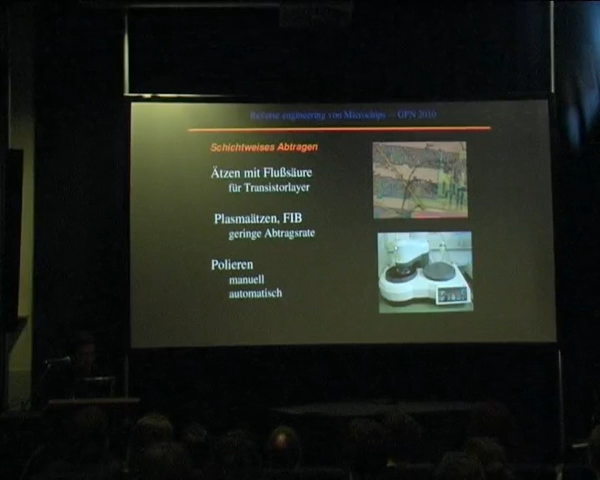 Reverse engineering von Microchips — GPN 2010
Schichtweises Abtragen
Ätzen mit Flußsäure
für Transistorlayer
Plasmaätzen, FIB
geringe Abtragsrate
Polieren
manuell
automatisch